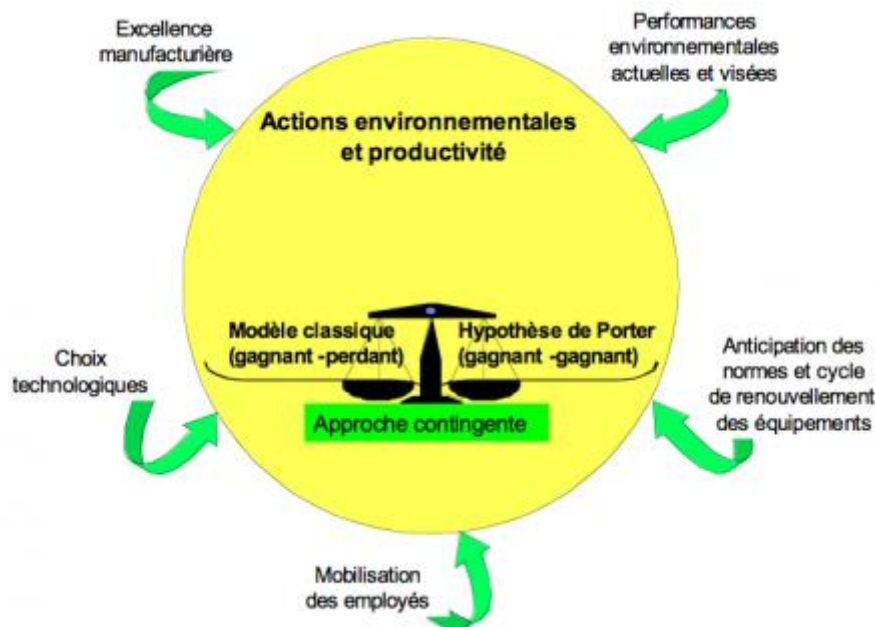 Excellence
manufacturière
Performances
environnementales
actuelles et visées
Actions environnementales
et productivité
Modèle classique
(gagnant -perdant)
Hypothèse de Porter
(gagnant -gagnant)
Approche contingente
Choix
technologiques
Anticipation des
normes et cycle
de renouvellement
des équipements
Mobilisation
des employés